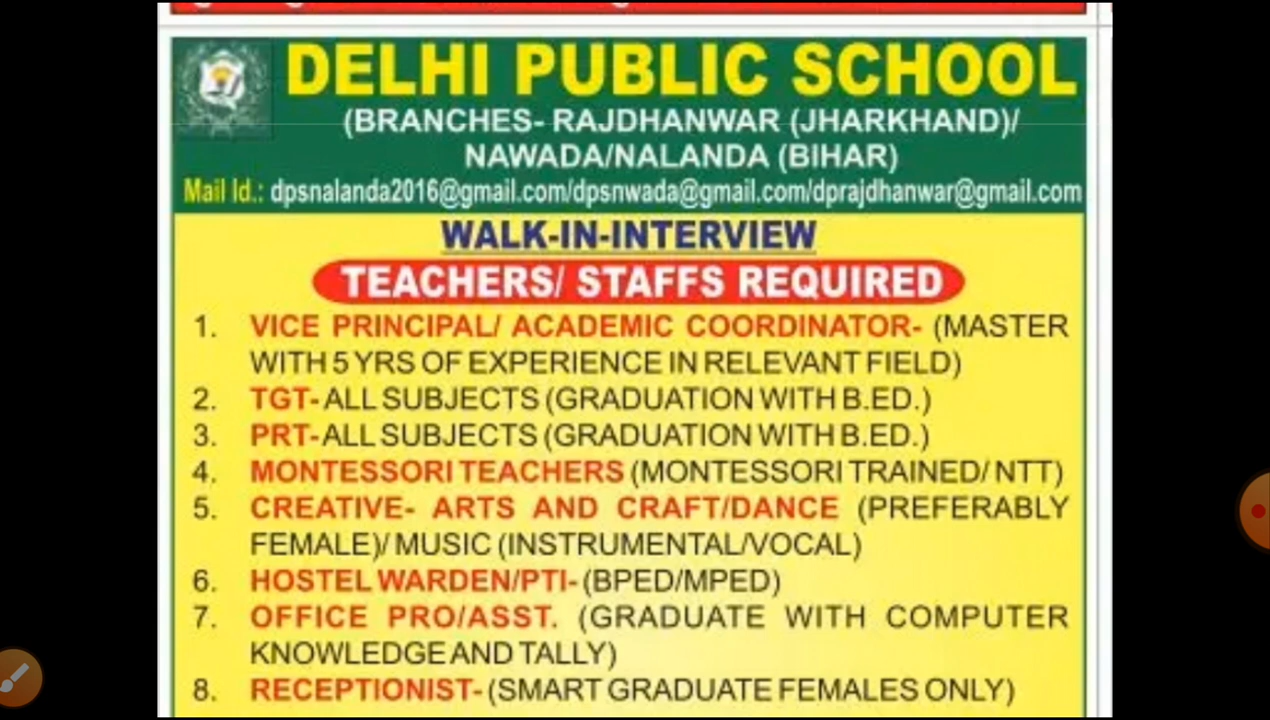 DELHI PUBLIC SCHOOL
(BRANCHES- RAJDHANWAR (JHARKHAND)/
NAWADA/NALANDA (BIHAR)
Mail Id.: dpsnalanda2016@gmail.com/dpsnwada@gmail.com/dprajdhanwar@gmail.com
WALK-IN-INTERVIEW
TEACHERS/ STAFFS REQUIRED
1. VICE PRINCIPAL/ ACADEMIC COORDINATOR- (MASTER
WITH 5 YRS OF EXPERIENCE IN RELEVANT FIELD)
2. TGT- ALL SUBJECTS (GRADUATION WITH B.ED.)
3. PRT- ALL SUBJECTS (GRADUATION WITH B.ED.)
4. MONTESSORI TEACHERS (MONTESSORI TRAINED/ NTT)
5. CREATIVE- ARTS AND CRAFT/DANCE (PREFERABLY
FEMALE)/ MUSIC (INSTRUMENTAL/VOCAL)
6. HOSTEL WARDEN/PTI- (BPED/MPED)
7. OFFICE PRO/ASST. (GRADUATE WITH COMPUTER
KNOWLEDGE AND TALLY)
8. RECEPTIONIST- (SMART GRADUATE FEMALES ONLY)